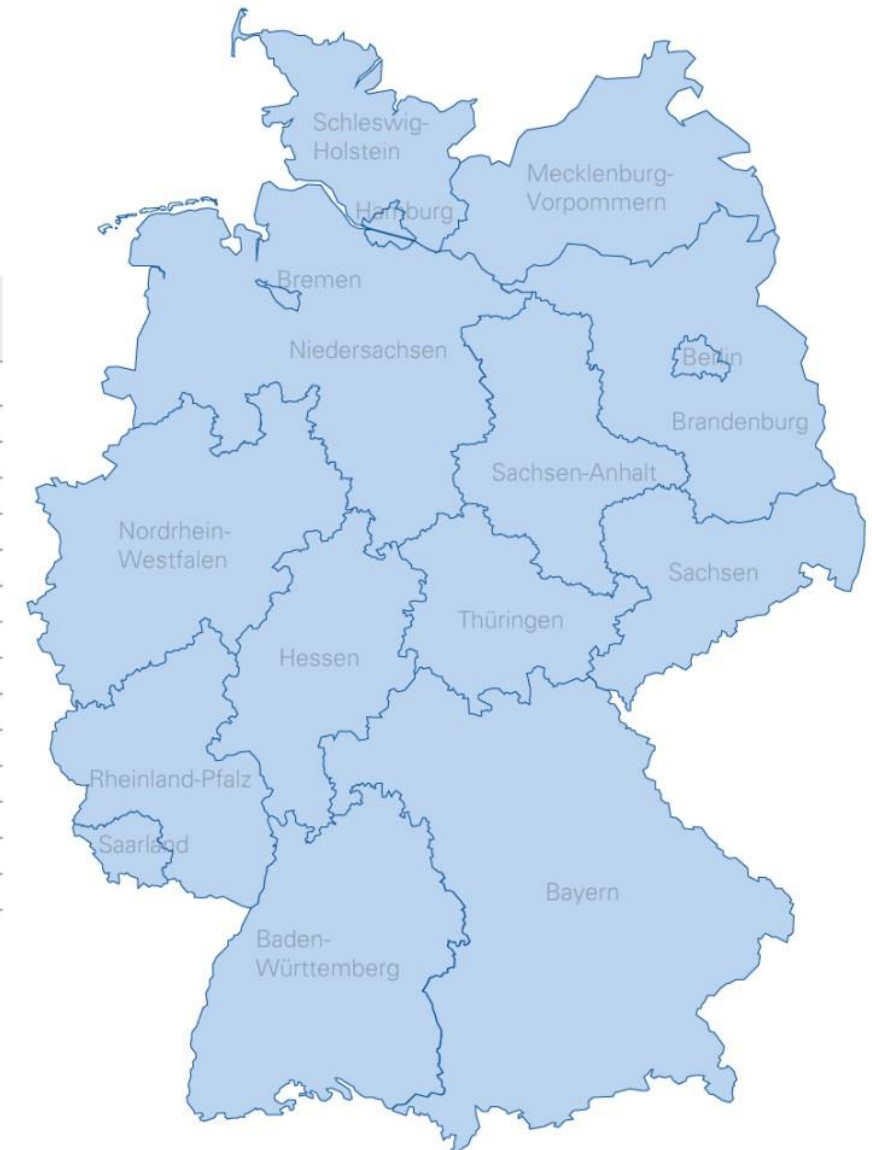 Schleswig-
Holstein
Mecklenburg-
Vorpommern
Hamburg
Bremen
Niedersachsen
Berlin
Brandenburg
Sachsen-Anhalt
Nordrhein-
Westfalen
Sachsen
Thüringen
Hessen
Rheinland-Pfalz
Saarland
Bayern
Baden-
Württemberg